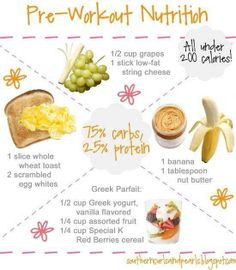 Pre-Workout Nutrition
1/2 cup grapes
1 stick low-fat
string cheese
All under
200 calories!
75% carbs,
25% protein
1 slice whole
wheat toast
2 scrambled
egg whites
1 banana
1 tablespoon
nut butter
Greek Parfait:
1/2 cup Greek yogurt,
vanilla flavored
1/4 cup assorted fruit
1/4 cup Special K
Red Berries cereal
southerncurlsandpearls.blogspot.com